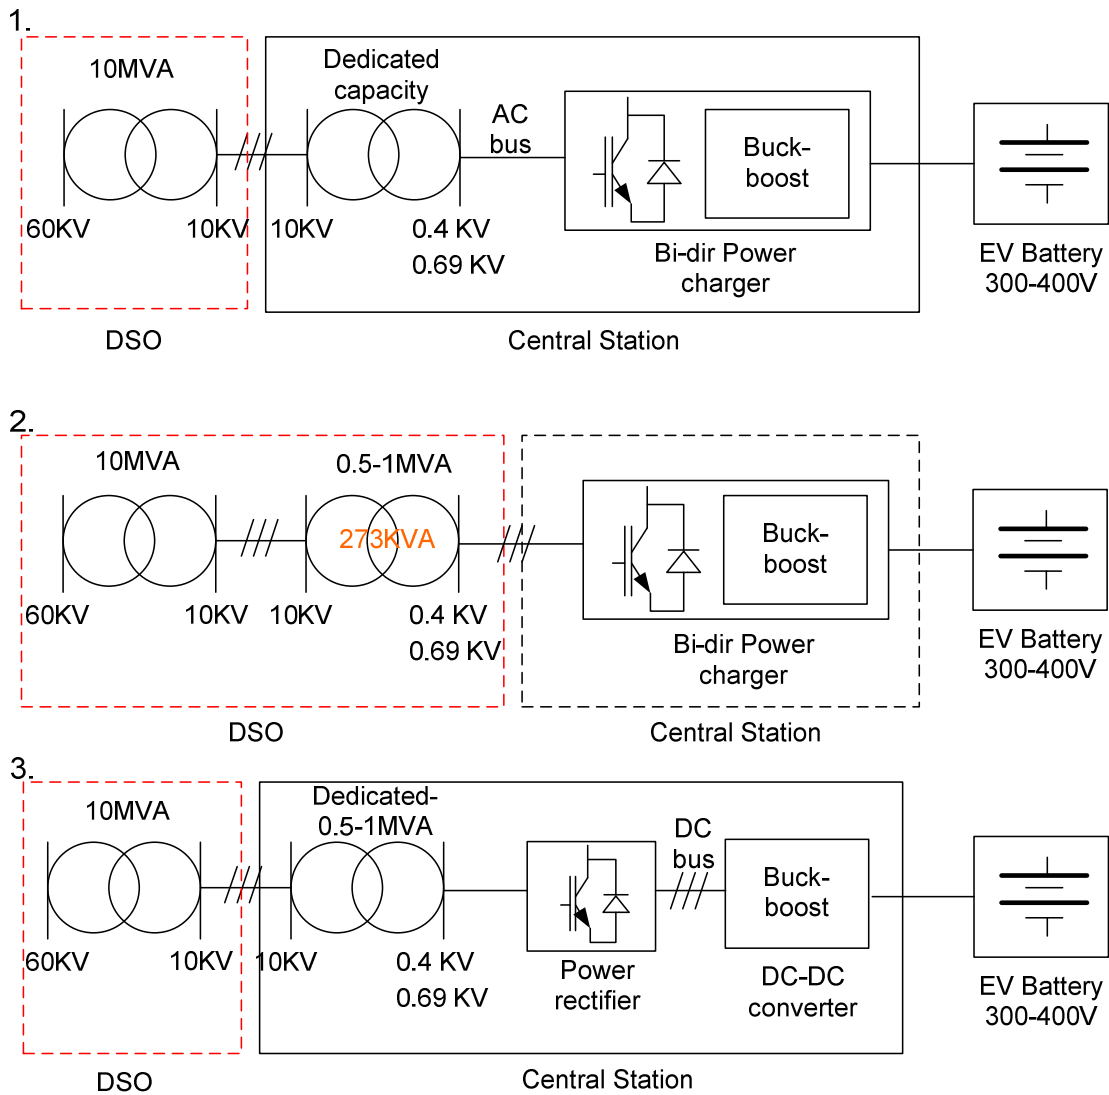 1.
10MVA
Dedicated
capacity
AC
bus
Buck-
boost
60KV
10KV
10KV
0.4 KV
0.69 KV
Bi-dir Power
charger
EV Battery
300-400V
DSO
Central Station
2.
10MVA
0.5-1MVA
273KVA
Buck-
boost
60KV
10KV
10KV
0.4 KV
0.69 KV
Bi-dir Power
charger
EV Battery
300-400V
DSO
Central Station
3.
10MVA
Dedicated-
0.5-1MVA
DC
bus
Buck-
boost
60KV
10KV
10KV
0.4 KV
0.69 KV
Power
rectifier
DC-DC
converter
EV Battery
300-400V
DSO
Central Station